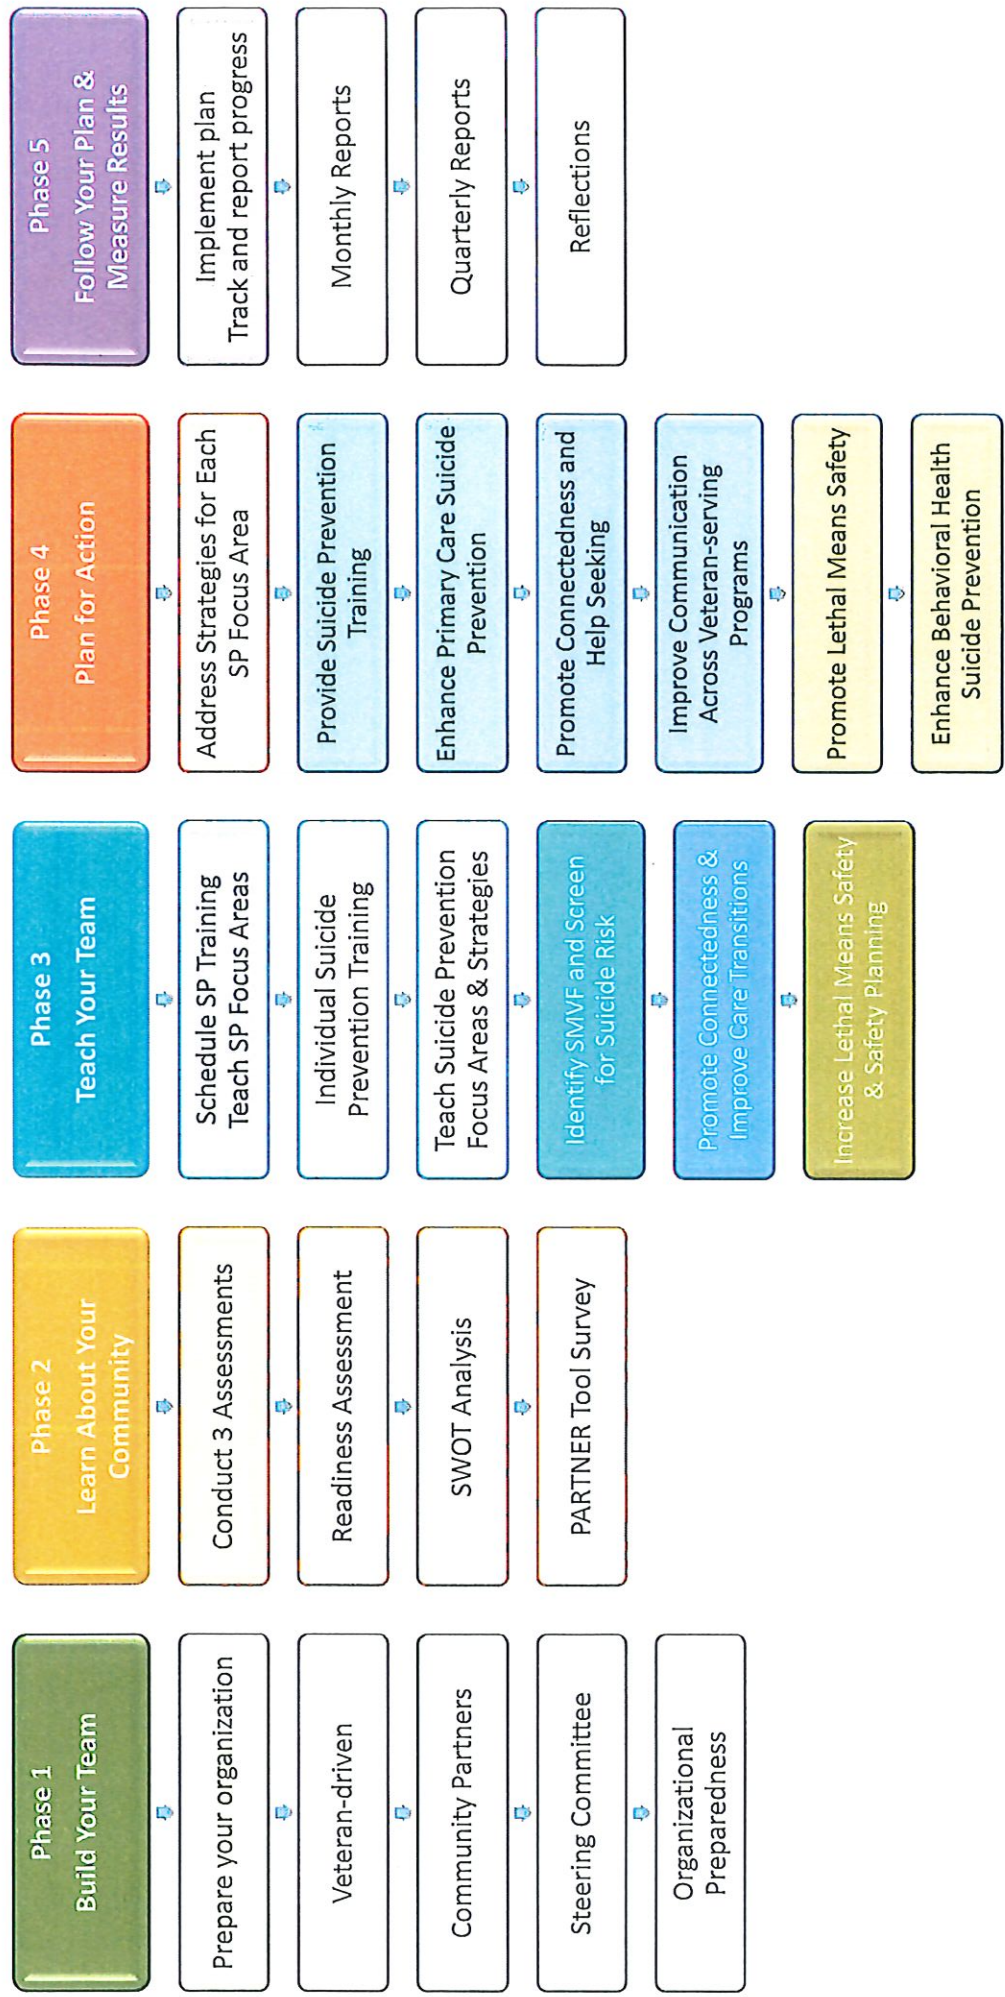 Phase 1
Build Your Team
Prepare your organization
Veteran-driven
Community Partners
Steering Committee
Organizational
Preparedness
Phase 2
Learn About Your
Community
Conduct 3 Assessments
Readiness Assessment
SWOT Analysis
PARTNER Tool Survey
Phase 3
Teach Your Team
Schedule SP Training
Teach SP Focus Areas
Individual Suicide
Prevention Training
Teach Suicide Prevention
Focus Areas & Strategies
Identify SMVF and Screen
for Suicide Risk
Promote Connectedness &
Improve Care Transitions
Increase Lethal Means Safety
& Safety Planning
Phase 4
Plan for Action
Address Strategies for Each
SP Focus Area
Provide Suicide Prevention
Training
Enhance Primary Care Suicide
Prevention
Promote Connectedness and
Help Seeking
Improve Communication
Across Veteran-serving
Programs
Promote Lethal Means Safety
Enhance Behavioral Health
Suicide Prevention
Phase 5
Follow Your Plan &
Measure Results
Implement plan
Track and report progress
Monthly Reports
Quarterly Reports
Reflections